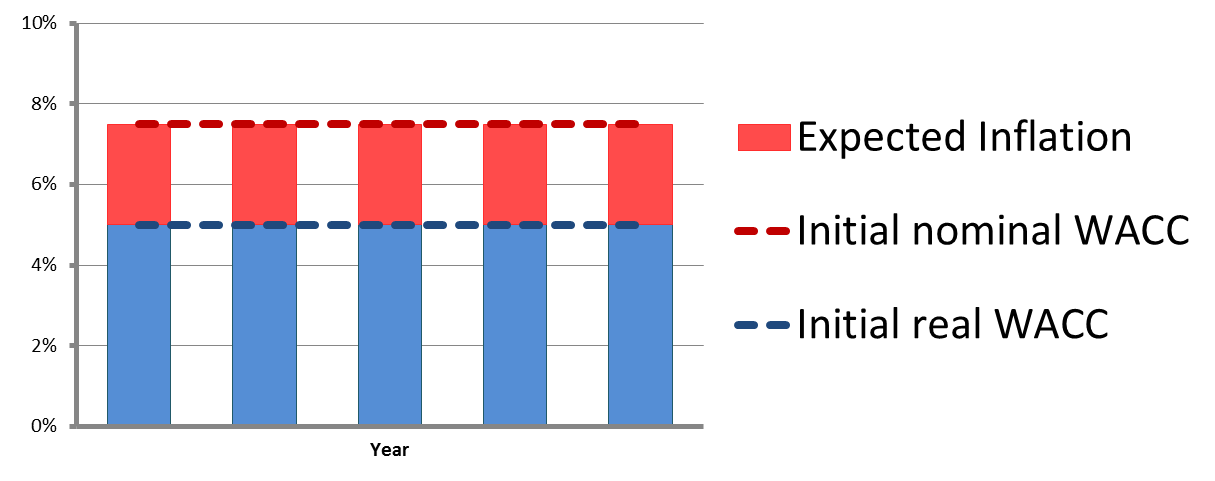 10%
8%
6%
4%
2%
0%
Year
Expected Inflation
Initial nominal WACC
Initial real WACC